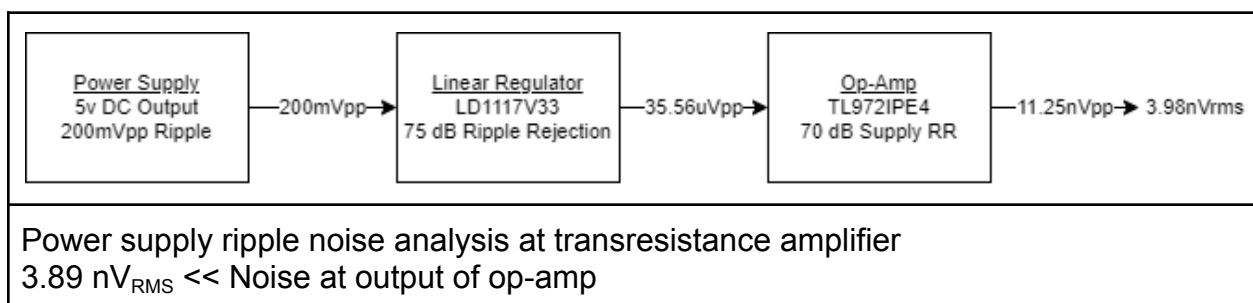 Power Supply
5v DC Output
200mVpp Ripple
200mVpp
Linear Regulator
LD1117V33
75 dB Ripple Rejection
35.56uVpp
Op-Amp
TL972IPE4
70 dB Supply RR
11.25nVpp
3.98nVrms
Power supply ripple noise analysis at transresistance amplifier
3.89 nVRMS << Noise at output of op-amp